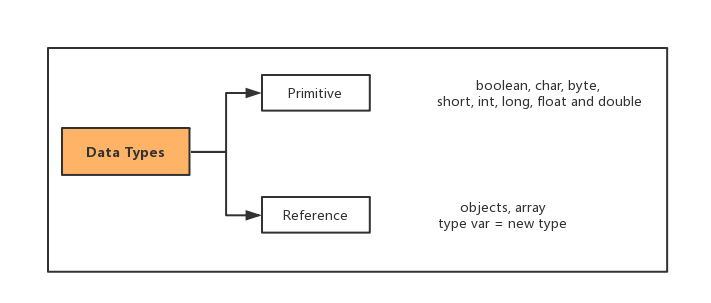 Primitive
boolean, char, byte,
short, int, long, float and double
Data Types
Reference
objects, array
type var = new type